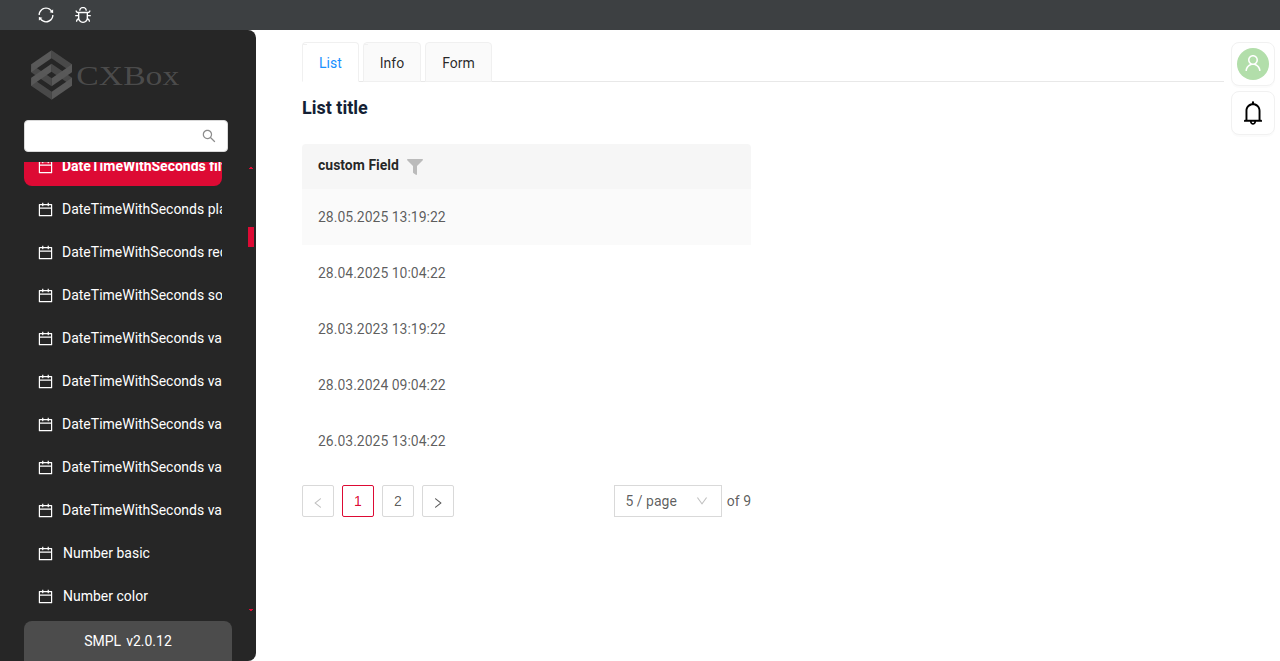 CXBox
DateTimeWithSeconds fil
DateTimeWithSeconds pla
DateTimeWithSeconds rec
DateTimeWithSeconds so
DateTimeWithSeconds va
DateTimeWithSeconds va
DateTimeWithSeconds va
DateTimeWithSeconds va
DateTimeWithSeconds va
Number basic
Number color
SMPL v2.0.12
List Info Form
List title
custom Field
28.05.2025 13:19:22
28.04.2025 10:04:22
28.03.2023 13:19:22
28.03.2024 09:04:22
26.03.2025 13:04:22
< 1 2 > 5 / page of 9